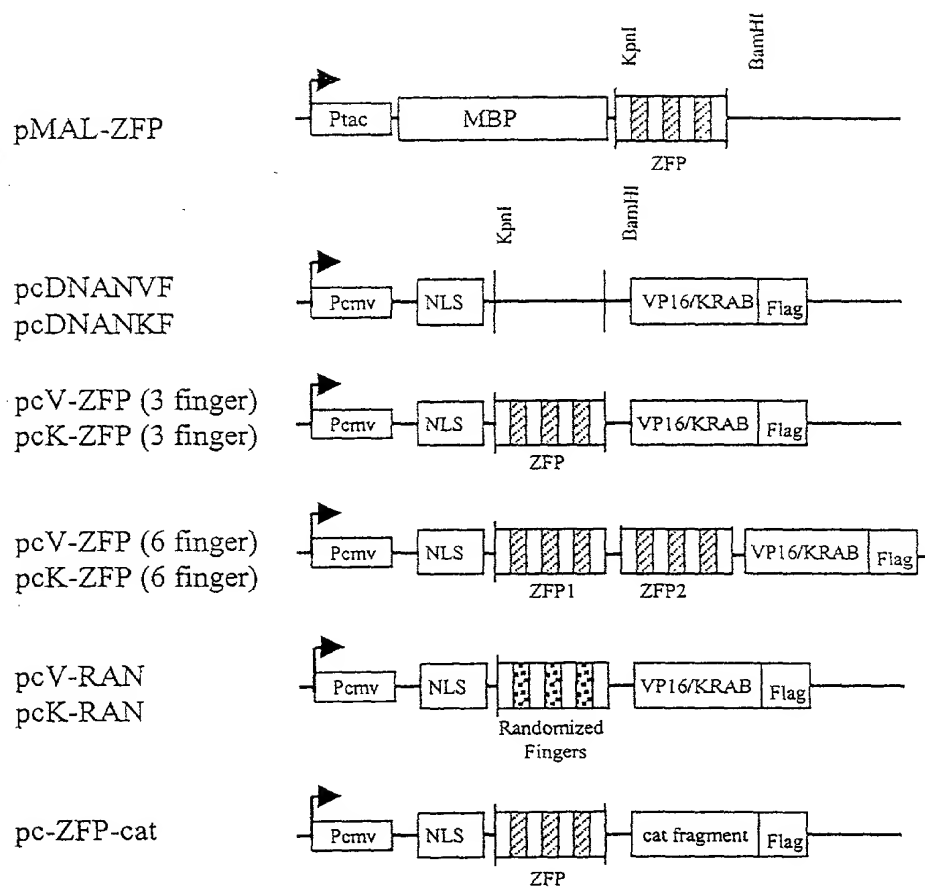 KpnI
BamHI
pMAL-ZFP
Ptac
MBP
ZFP
KpnI
BamHI
pcDNANVF
pcDNANKF
Pcmv
NLS
VP16/KRAB
Flag
pcV-ZFP (3 finger)
pcK-ZFP (3 finger)
Pcmv
NLS
VP16/KRAB
Flag
ZFP
pcV-ZFP (6 finger)
pcK-ZFP (6 finger)
Pcmv
NLS
VP16/KRAB
Flag
ZFP1
ZFP2
pcV-RAN
pcK-RAN
Pcmv
NLS
VP16/KRAB
Flag
Randomized
Fingers
pc-ZFP-cat
Pcmv
NLS
cat fragment
Flag
ZFP